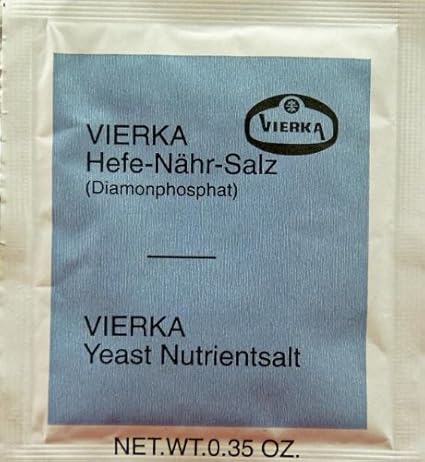 VIERKA
VIERKA
Hefe-Nähr-Salz
(Diamonphosphat)
VIERKA
Yeast Nutrientsalt
NET.WT.0.35 OZ.